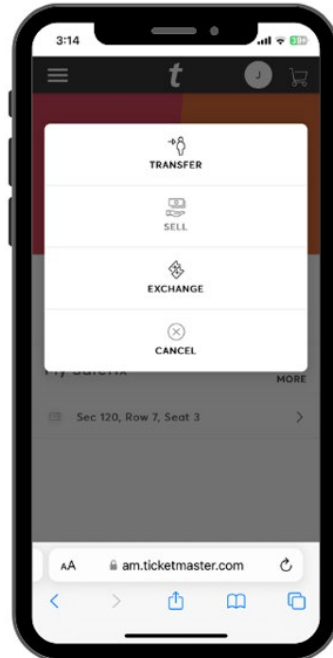 3:14
t
J
TRANSFER
SELL
EXCHANGE
CANCEL
MORE
Sec 120, Row 7, Seat 3
AA
am.ticketmaster.com